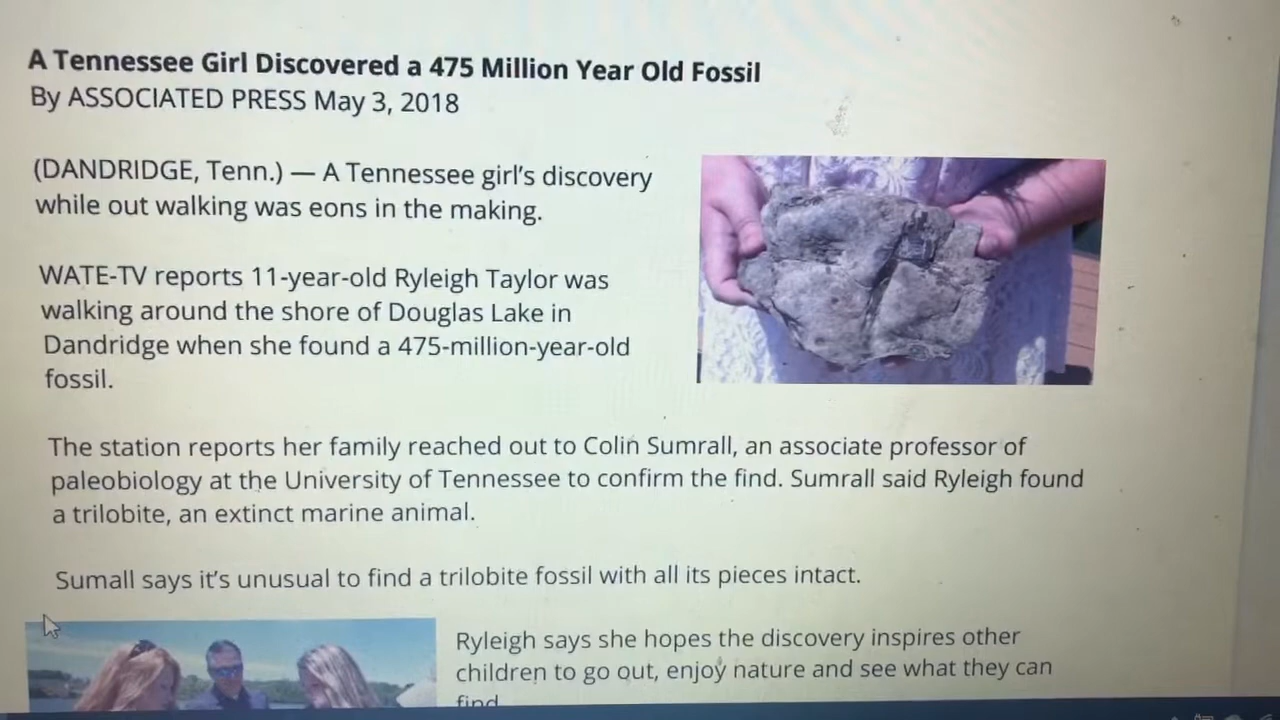 A Tennessee Girl Discovered a 475 Million Year Old Fossil
By ASSOCIATED PRESS May 3, 2018
(DANDRIDGE, Tenn.) — A Tennessee girl's discovery
while out walking was eons in the making.
WATE-TV reports 11-year-old Ryleigh Taylor was
walking around the shore of Douglas Lake in
Dandridge when she found a 475-million-year-old
fossil.
The station reports her family reached out to Colin Sumrall, an associate professor of
paleobiology at the University of Tennessee to confirm the find. Sumrall said Ryleigh found
a trilobite, an extinct marine animal.
Sumall says it's unusual to find a trilobite fossil with all its pieces intact.
Ryleigh says she hopes the discovery inspires other
children to go out, enjoy nature and see what they can
find